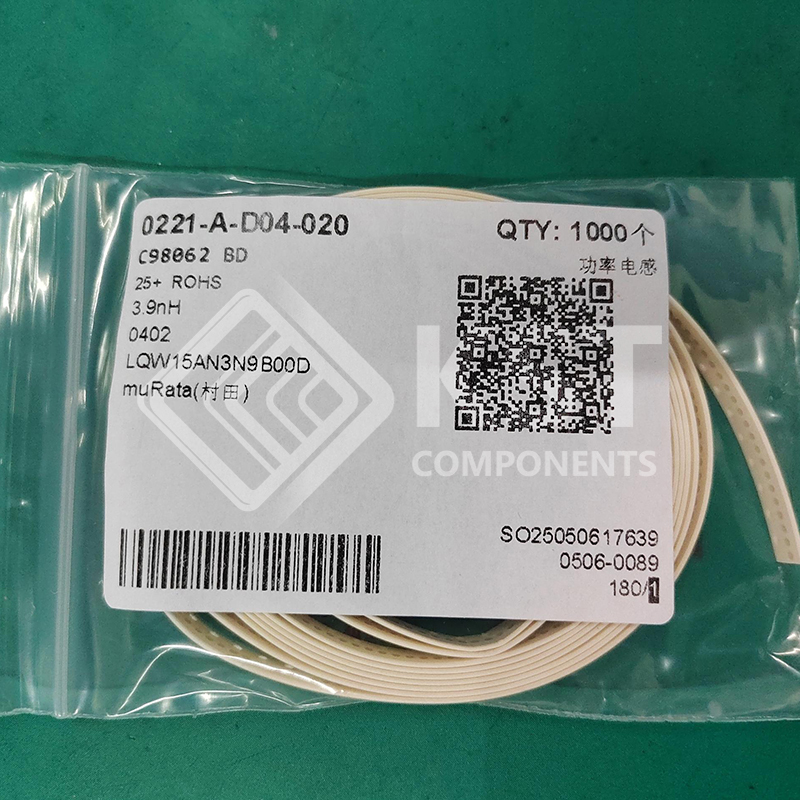 0221-A-D04-020
QTY: 1000个
C98062 BD
功率电感
25+ ROHS
3.9nH
0402
LQW15AN3N9B00D
muRata(村田)
COMPONENTS
SO25050617639
0506-0089
180/1